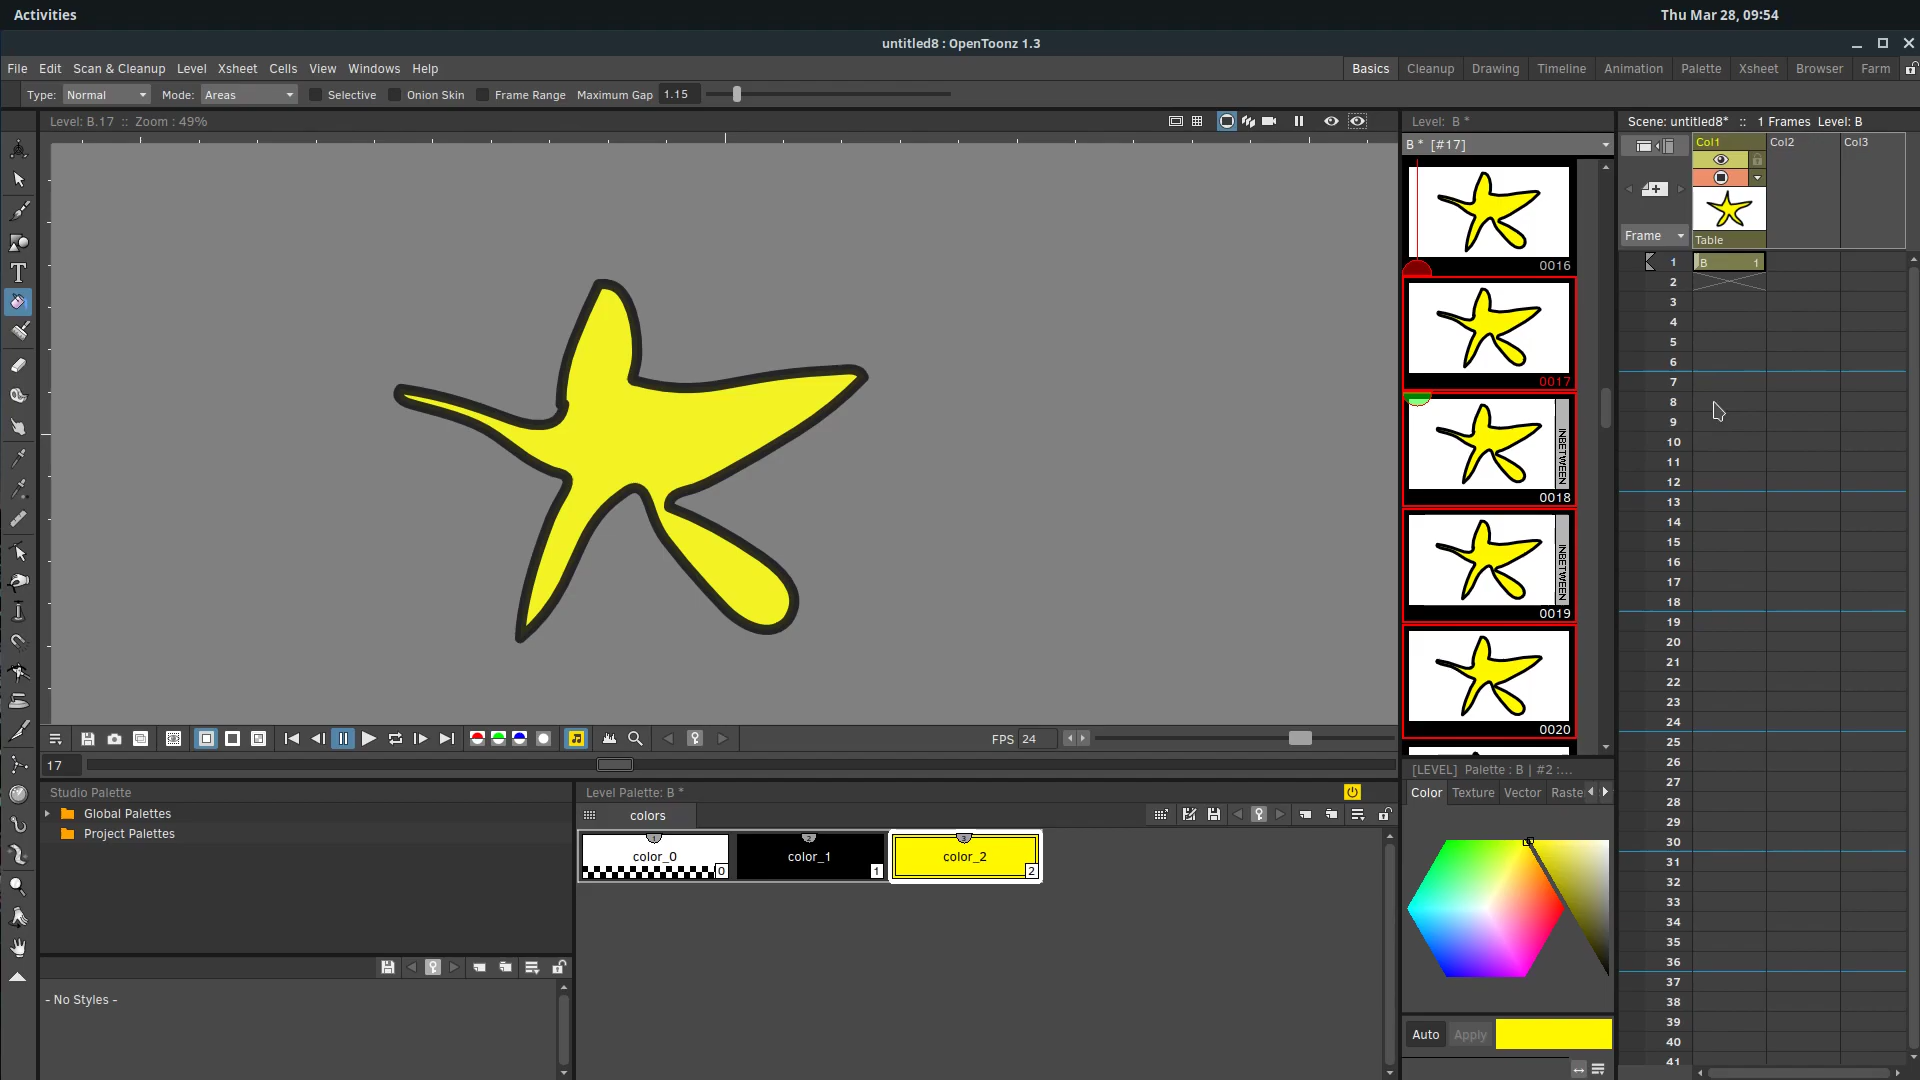 Activities
Thu Mar 28, 09:54
untitled8 : OpenToonz 1.3
File Edit Scan & Cleanup Level Xsheet Cells View Windows Help
Basics Cleanup Drawing Timeline Animation Palette Xsheet Browser Farm
Type: Normal Mode: Areas Selective Onion Skin Frame Range Maximum Gap 1.15
Level: B.17 :: Zoom : 49%
Level: B *
Scene: untitled8* :: 1 Frames Level: B
B * [#17]
Col1 Col2 Col3
Frame
Table
0016
0017
INBETWEEN
0018
INBETWEEN
0019
0020
1 B 1
2
3
4
5
6
7
8
9
10
11
12
13
14
15
16
17
18
19
20
21
22
23
24
25
26
27
28
29
30
31
32
33
34
35
36
37
38
39
40
41
FPS 24
17
Studio Palette
Global Palettes
Project Palettes
- No Styles -
Level Palette: B *
colors
1 color_0 0
2 color_1 1
3 color_2 2
[LEVEL] Palette : B | #2 :...
Color Texture Vector Raste
Auto Apply